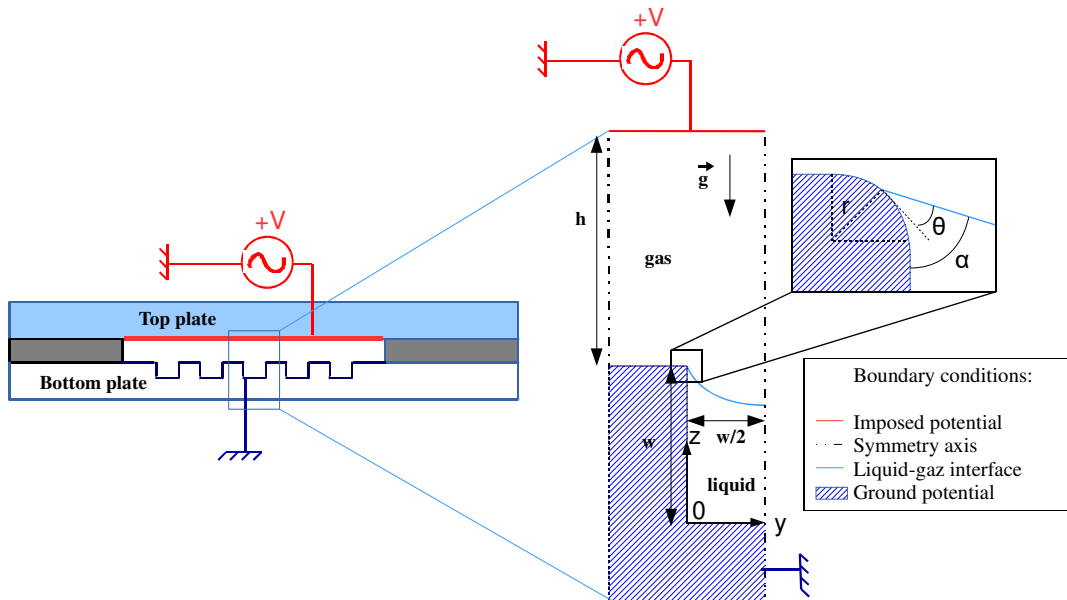 +V
Top plate
Bottom plate
+V
h
g
gas
w
w/2
z
liquid
0
y
r
θ
α
Boundary conditions:
Imposed potential
Symmetry axis
Liquid-gaz interface
Ground potential